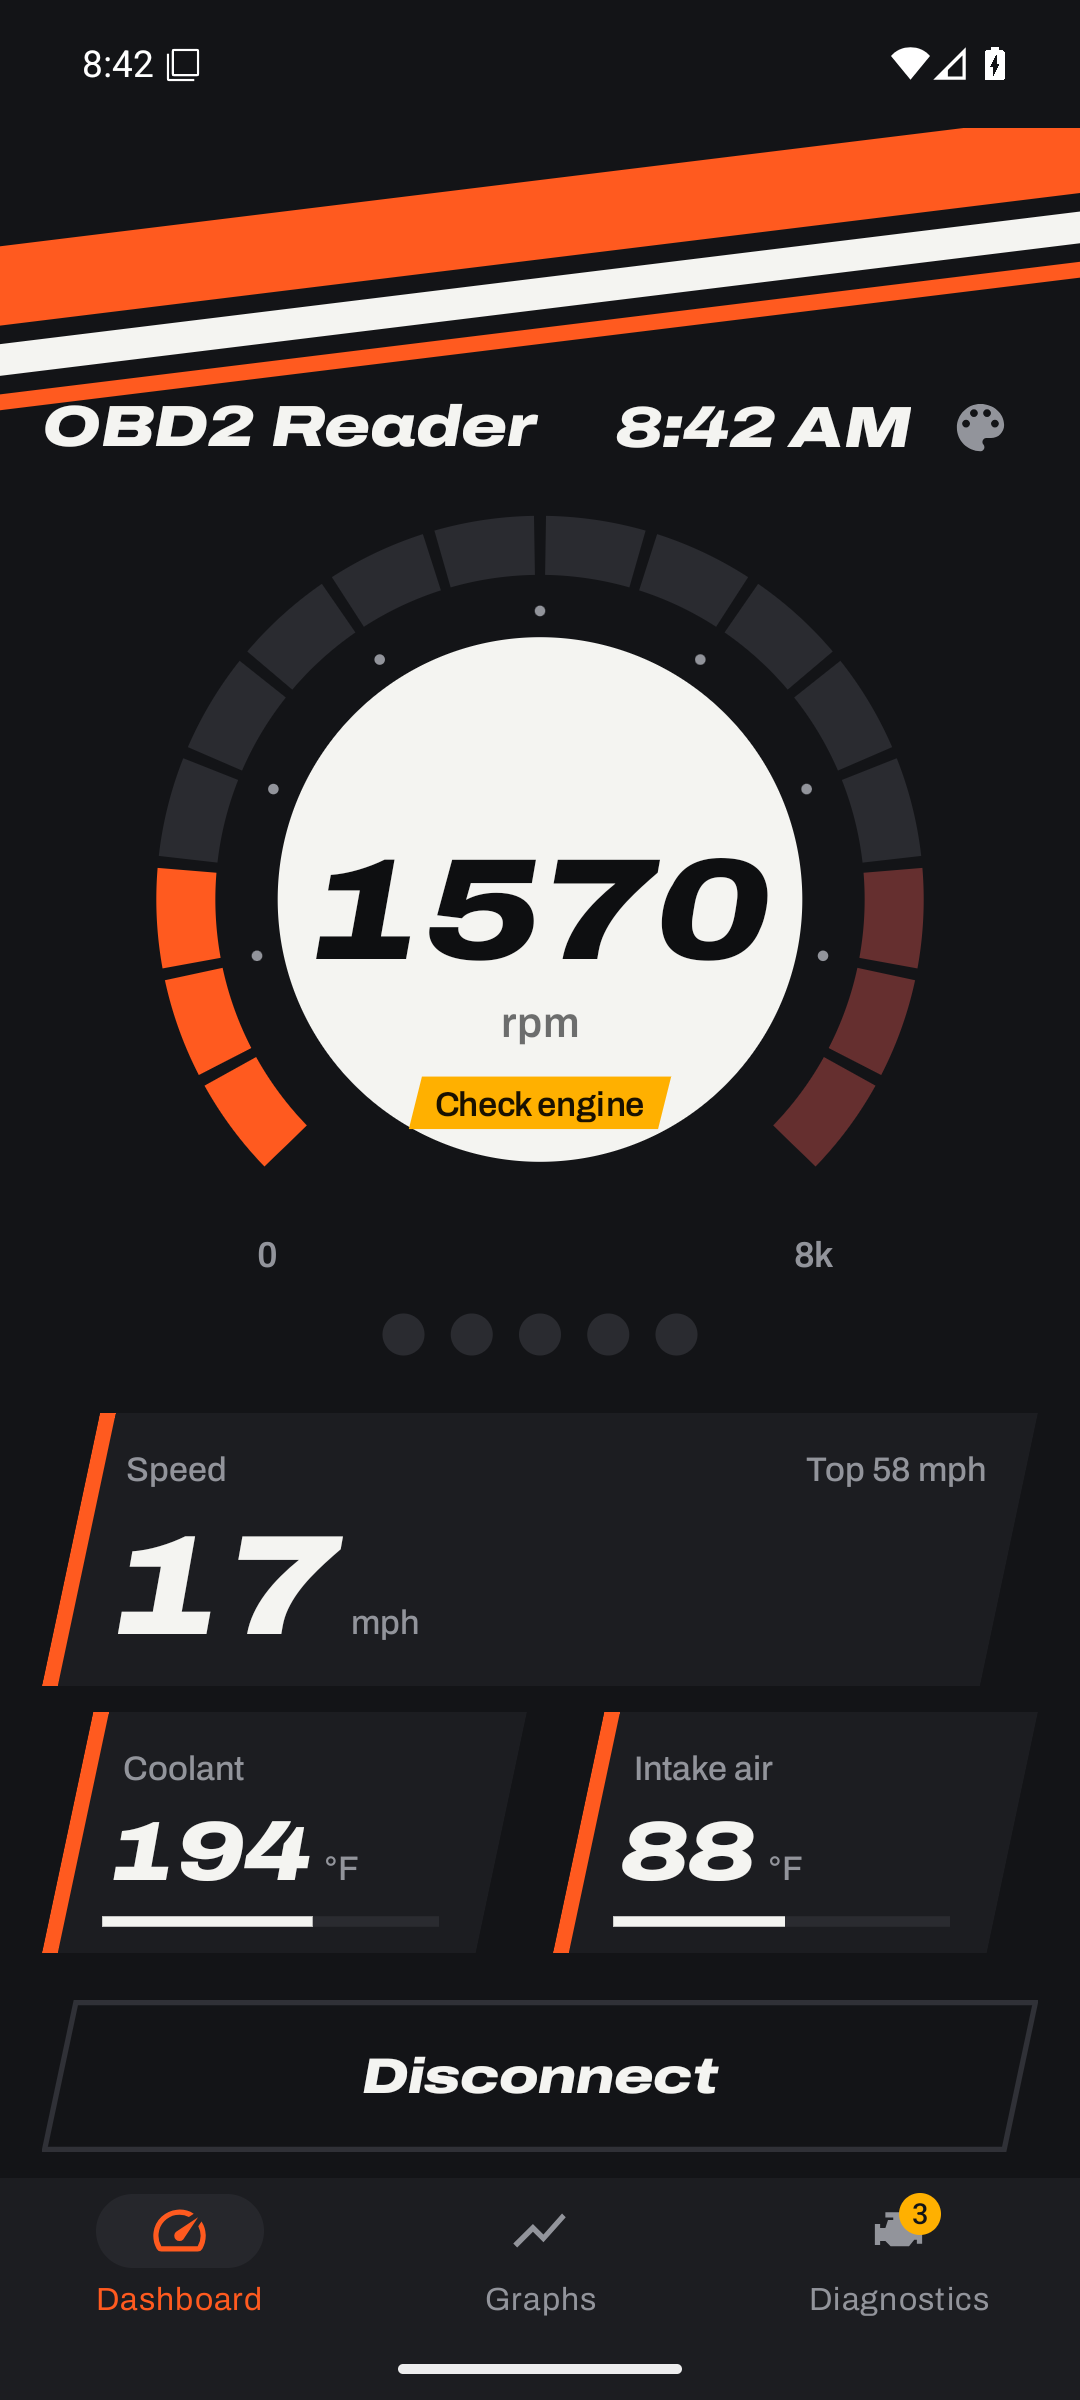 8:42
OBD2 Reader 8:42 AM
1570
rpm
Check engine
0 8k
Speed Top 58 mph
17 mph
Coolant Intake air
194 °F 88 °F
Disconnect
3
Dashboard Graphs Diagnostics